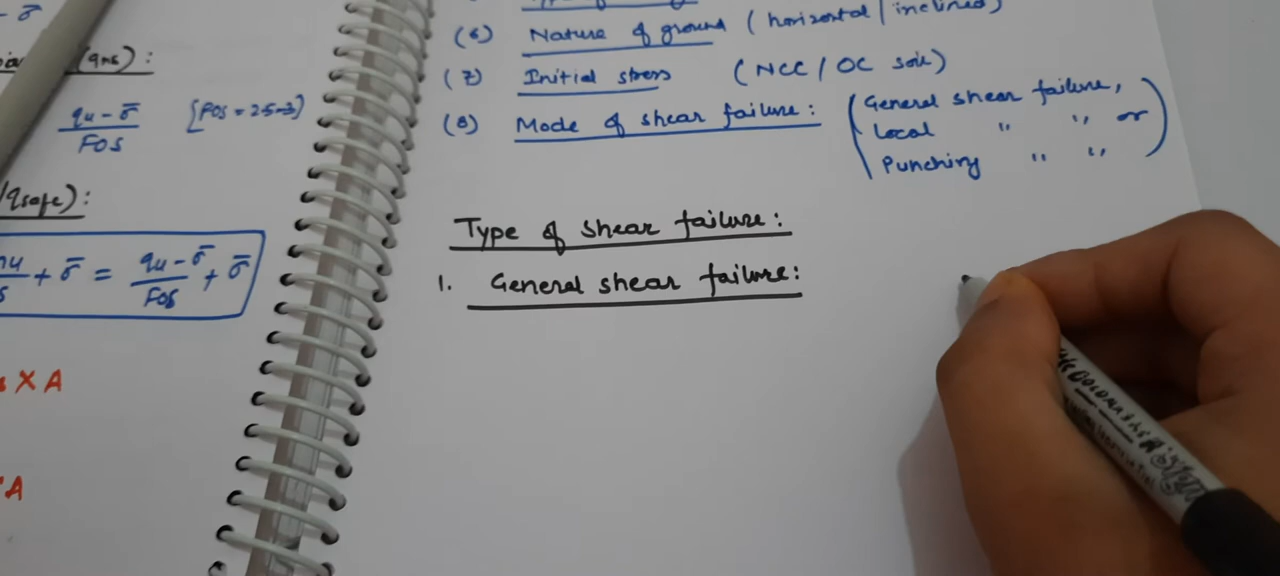 - σ̄
(qns):
qu - σ̄
FOS
[FOS = 2.5-3]
/qsafe):
+ σ̄ = qu - σ̄ / FOS + σ̄
X A
A
(6) Nature of ground (horizontal / inclined)
(7) Initial stress (NCC / OC soil)
(8) Mode of shear failure: (General shear failure,
Local " " or
Punching " ")
Type of shear failure:
1. General shear failure: